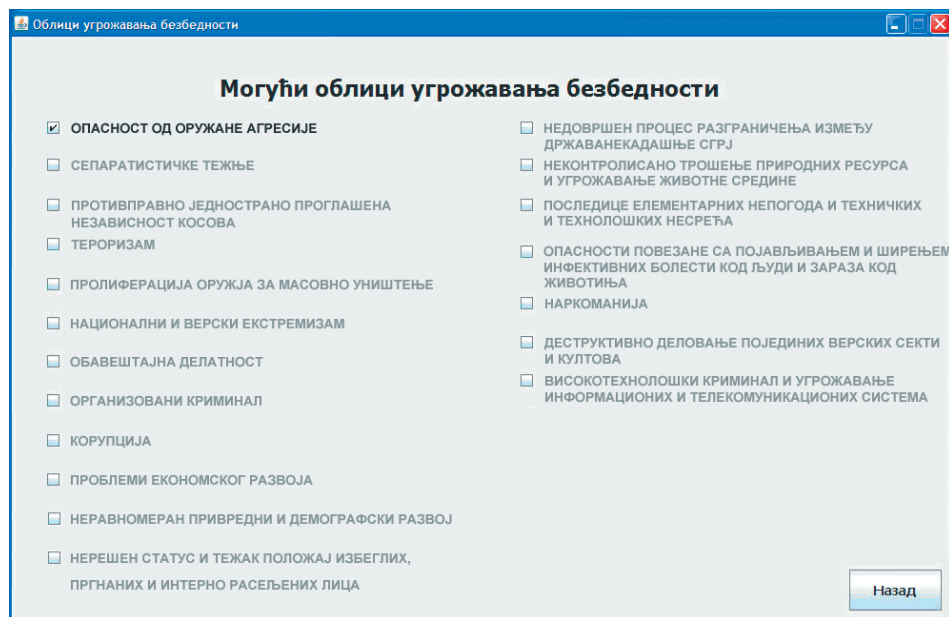 Облици угрожавања безбедности
Могући облици угрожавања безбедности
ОПАСНОСТ ОД ОРУЖАНЕ АГРЕСИЈЕ
СЕПАРАТИСТИЧКЕ ТЕЖЊЕ
ПРОТИВПРАВНО ЈЕДНОСТРАНО ПРОГЛАШЕНА
НЕЗАВИСНОСТ КОСОВА
ТЕРОРИЗАМ
ПРОЛИФЕРАЦИЈА ОРУЖЈА ЗА МАСОВНО УНИШТЕЊЕ
НАЦИОНАЛНИ И ВЕРСКИ ЕКСТРЕМИЗАМ
ОБАВЕШТАЈНА ДЕЛАТНОСТ
ОРГАНИЗОВАНИ КРИМИНАЛ
КОРУПЦИЈА
ПРОБЛЕМИ ЕКОНОМСКОГ РАЗВОЈА
НЕРАВНОМЕРАН ПРИВРЕДНИ И ДЕМОГРАФСКИ РАЗВОЈ
НЕРЕШЕН СТАТУС И ТЕЖАК ПОЛОЖАЈ ИЗБЕГЛИХ,
ПРГНАНИХ И ИНТЕРНО РАСЕЉЕНИХ ЛИЦА
НЕДОВРШЕН ПРОЦЕС РАЗГРАНИЧЕЊА ИЗМЕЂУ
ДРЖАВАНЕКАДАШЊЕ СГРЈ
НЕКОНТРОЛИСАНО ТРОШЕЊЕ ПРИРОДНИХ РЕСУРСА
И УГРОЖАВАЊЕ ЖИВОТНЕ СРЕДИНЕ
ПОСЛЕДИЦЕ ЕЛЕМЕНТАРНИХ НЕПОГОДА И ТЕХНИЧКИХ
И ТЕХНОЛОШКИХ НЕСРЕЋА
ОПАСНОСТИ ПОВЕЗАНЕ СА ПОЈАВЉИВАЊЕМ И ШИРЕЊЕМ
ИНФЕКТИВНИХ БОЛЕСТИ КОД ЉУДИ И ЗАРАЗА КОД
ЖИВОТИЊА
НАРКОМАНИЈА
ДЕСТРУКТИВНО ДЕЛОВАЊЕ ПОЈЕДИНИХ ВЕРСКИХ СЕКТИ
И КУЛТОВА
ВИСОКОТЕХНОЛОШКИ КРИМИНАЛ И УГРОЖАВАЊЕ
ИНФОРМАЦИОНИХ И ТЕЛЕКОМУНИКАЦИОНИХ СИСТЕМА
Назад